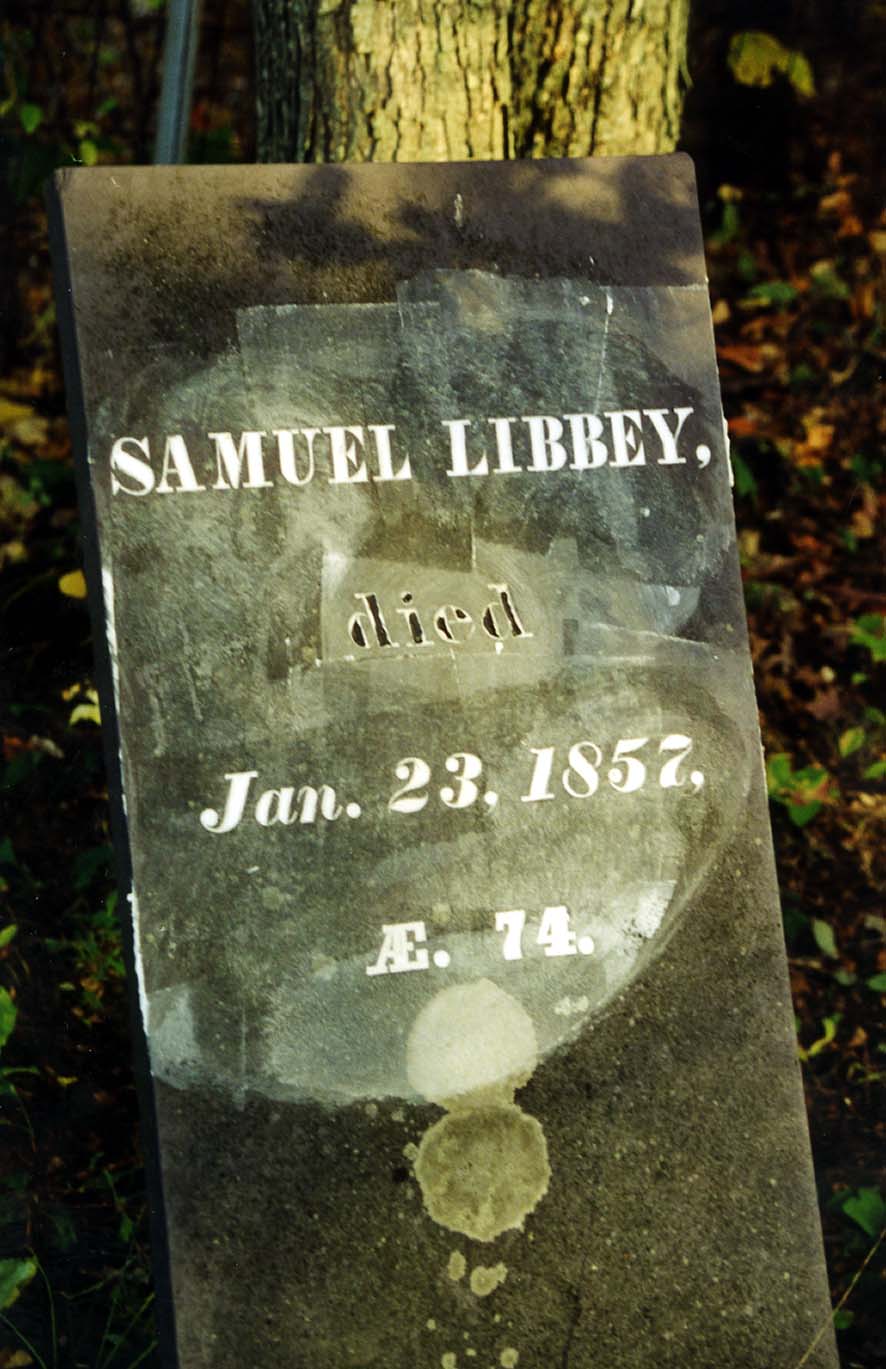 SAMUEL LIBBEY,
died
Jan. 23, 1857,
Æ. 74.